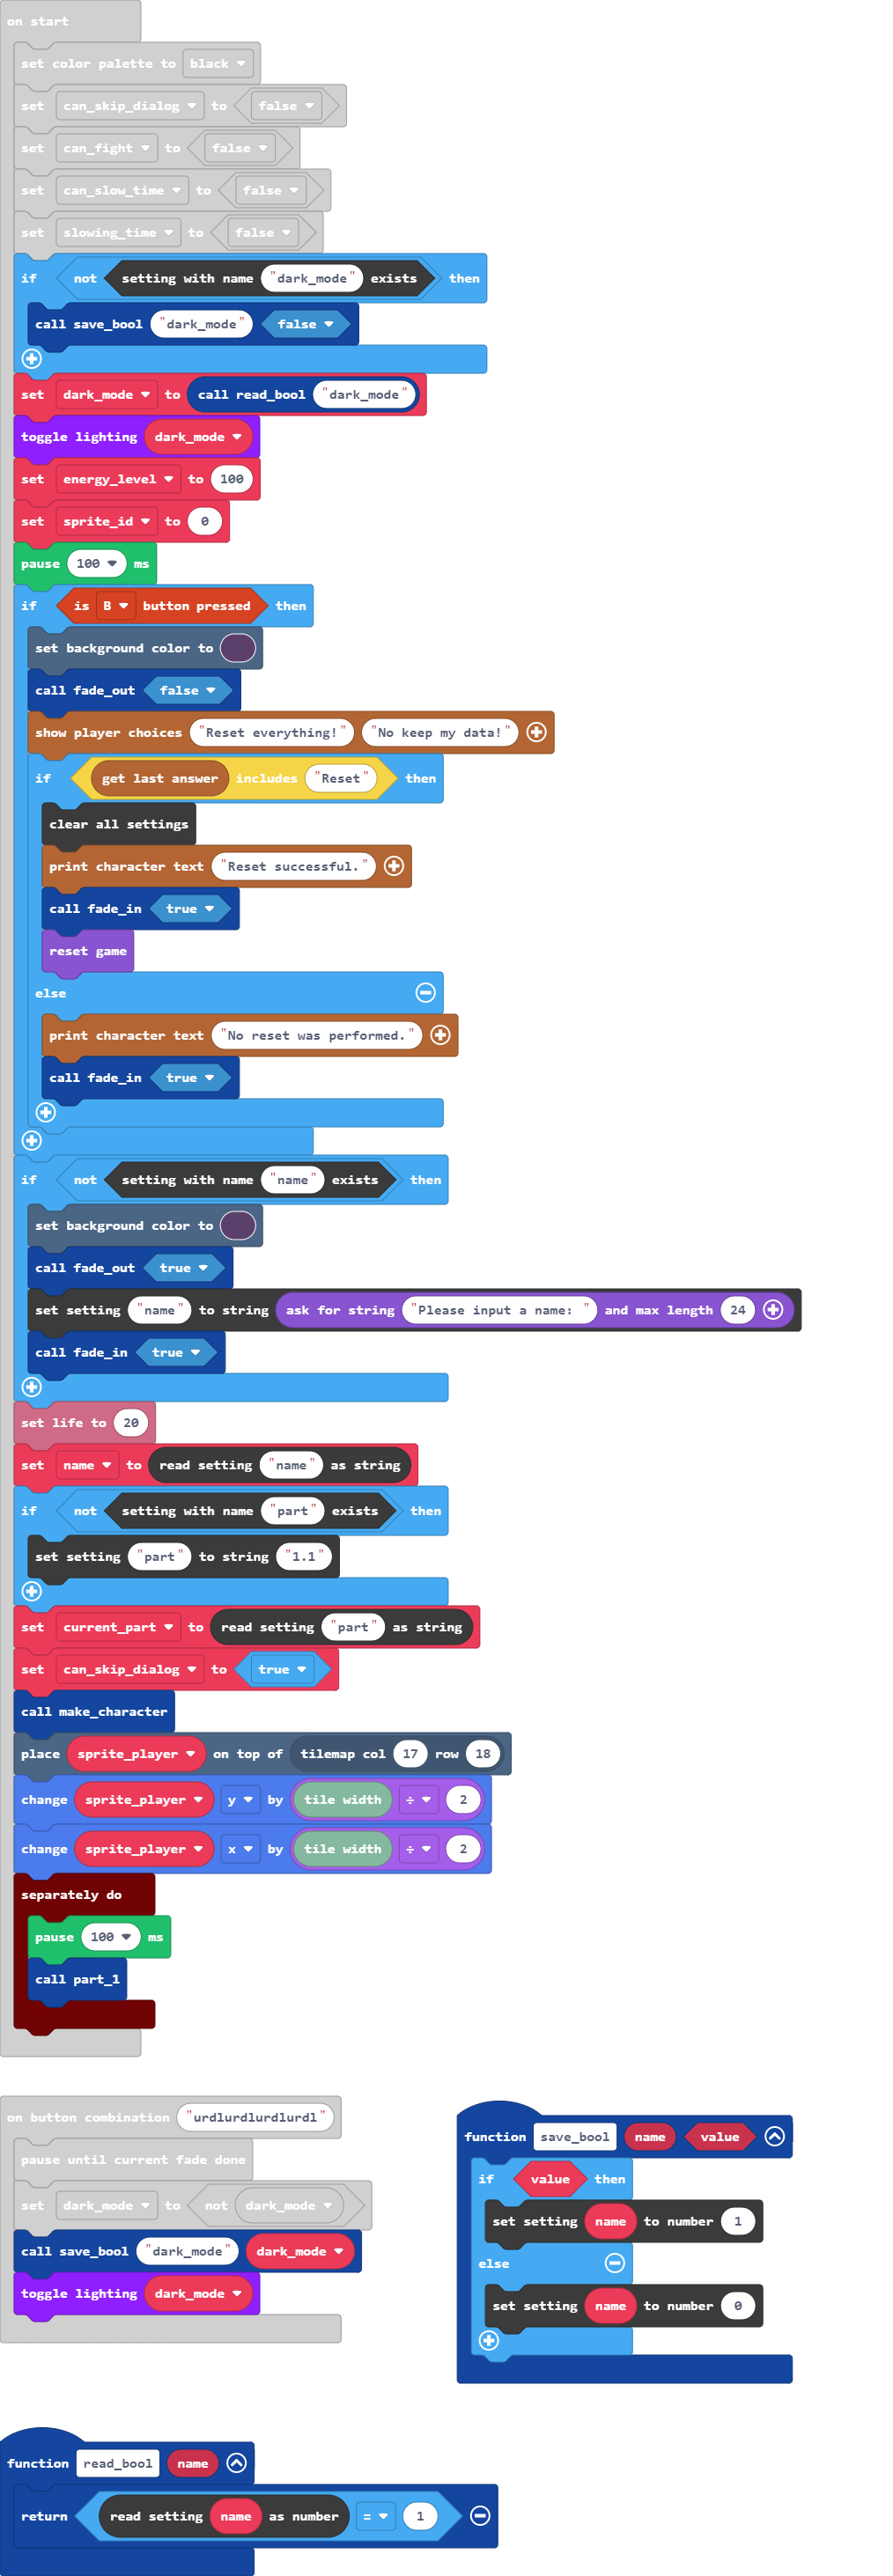 on start
set color palette to black
set can_skip_dialog to false
set can_fight to false
set can_slow_time to false
set slowing_time to false
if not setting with name "dark_mode" exists then
call save_bool "dark_mode" false
set dark_mode to call read_bool "dark_mode"
toggle lighting dark_mode
set energy_level to 100
set sprite_id to 0
pause 100 ms
if is B button pressed then
set background color to
call fade_out false
show player choices "Reset everything!" "No keep my data!"
if get last answer includes "Reset" then
clear all settings
print character text "Reset successful."
call fade_in true
reset game
else
print character text "No reset was performed."
call fade_in true
if not setting with name "name" exists then
set background color to
call fade_out true
set setting "name" to string ask for string "Please input a name: " and max length 24
call fade_in true
set life to 20
set name to read setting "name" as string
if not setting with name "part" exists then
set setting "part" to string "1.1"
set current_part to read setting "part" as string
set can_skip_dialog to true
call make_character
place sprite_player on top of tilemap col 17 row 18
change sprite_player y by tile width ÷ 2
change sprite_player x by tile width ÷ 2
separately do
pause 100 ms
call part_1
on button combination "urdlurdlurdlurdl"
pause until current fade done
set dark_mode to not dark_mode
call save_bool "dark_mode" dark_mode
toggle lighting dark_mode
function save_bool name value
if value then
set setting name to number 1
else
set setting name to number 0
function read_bool name
return read setting name as number = 1